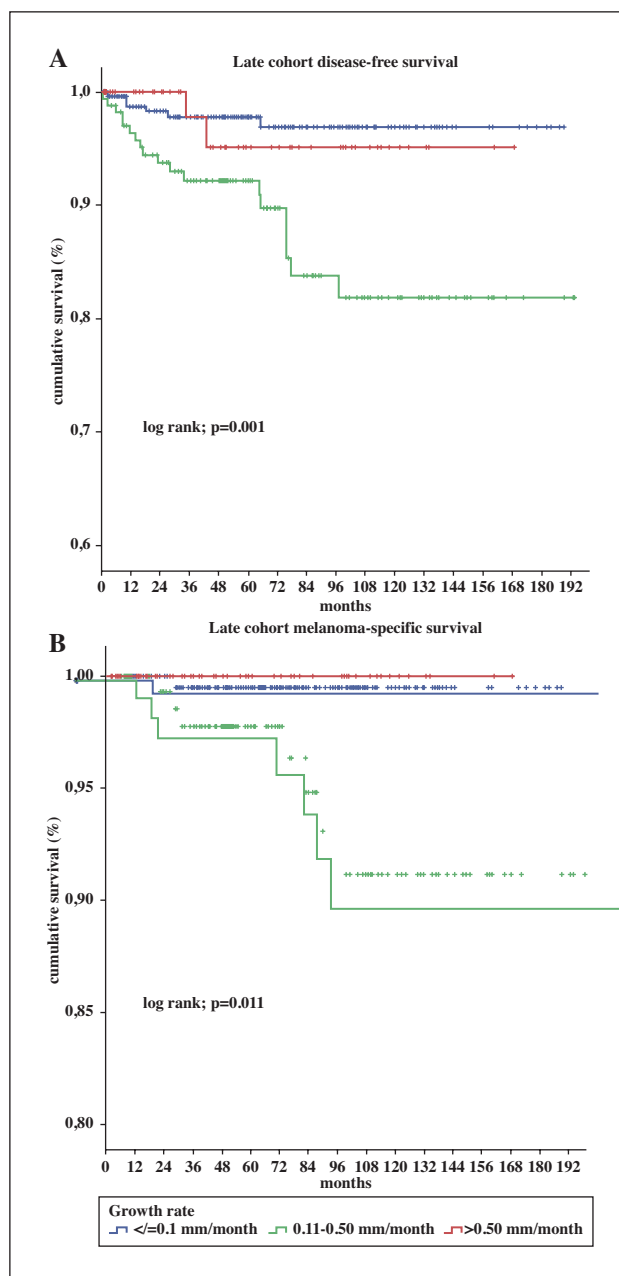 A
Late cohort disease-free survival
1,0
0,9
0,8
0,7
0,6
cumulative survival (%)
log rank; p=0.001
0 12 24 36 48 60 72 84 96 108 120 132 144 156 168 180 192
months
B
Late cohort melanoma-specific survival
1.00
0,95
0,90
0,85
0,80
cumulative survival (%)
log rank; p=0.011
0 12 24 36 48 60 72 84 96 108 120 132 144 156 168 180 192
months
Growth rate
</=0.1 mm/month 0.11-0.50 mm/month >0.50 mm/month